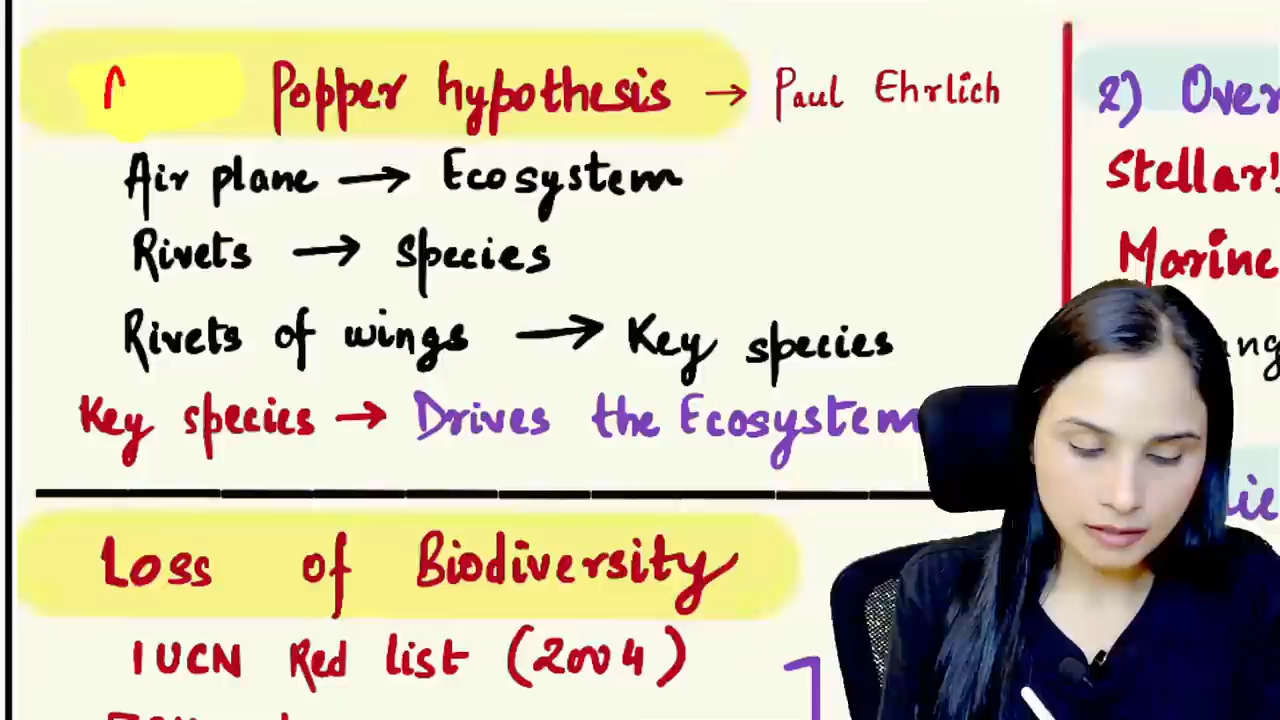 Popper hypothesis → Paul Ehrlich
Air plane → Ecosystem
Rivets → species
Rivets of wings → Key species
Key species → Drives the Ecosystem
Loss of Biodiversity
IUCN Red list (2004)
2) Over
Stellar's
Marine